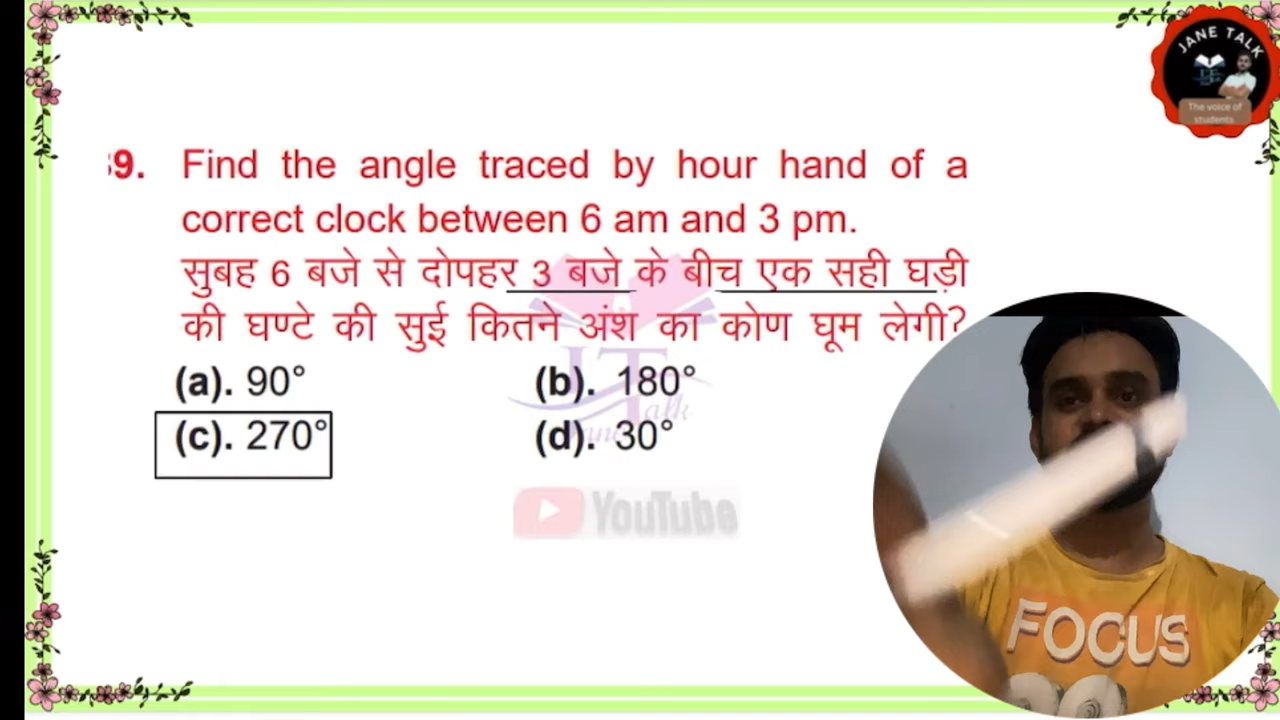 JANE TALK
The voice of
students
39. Find the angle traced by hour hand of a
correct clock between 6 am and 3 pm.
सुबह 6 बजे से दोपहर 3 बजे के बीच एक सही घड़ी
की घण्टे की सुई कितने अंश का कोण घूम लेगी?
(a). 90° (b). 180°
(c). 270° (d). 30°
Talk
YouTube
FOCUS